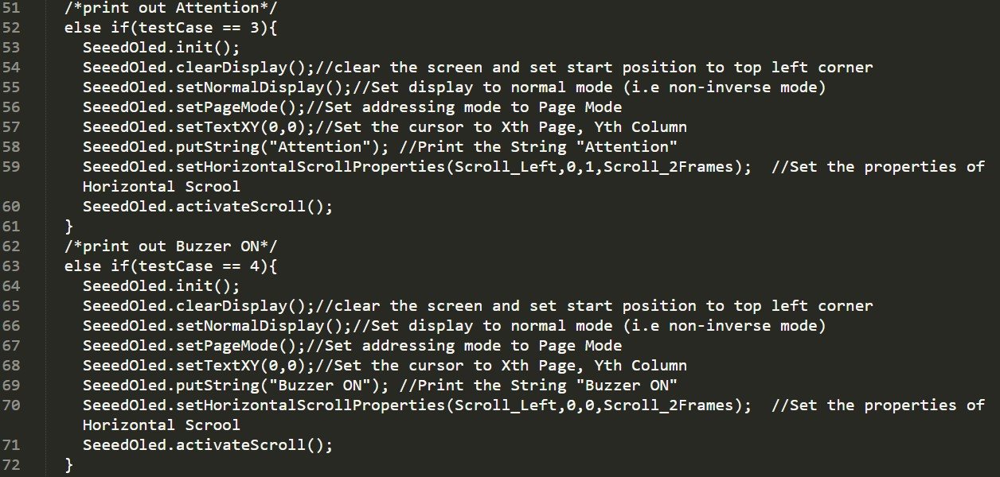 51 /*print out Attention*/
52 else if(testCase == 3){
53 SeeedOled.init();
54 SeeedOled.clearDisplay();//clear the screen and set start position to top left corner
55 SeeedOled.setNormalDisplay();//Set display to normal mode (i.e non-inverse mode)
56 SeeedOled.setPageMode();//Set addressing mode to Page Mode
57 SeeedOled.setTextXY(0,0);//Set the cursor to Xth Page, Yth Column
58 SeeedOled.putString("Attention"); //Print the String "Attention"
59 SeeedOled.setHorizontalScrollProperties(Scroll_Left,0,1,Scroll_2Frames);  //Set the properties of
Horizontal Scrool
60 SeeedOled.activateScroll();
61 }
62 /*print out Buzzer ON*/
63 else if(testCase == 4){
64 SeeedOled.init();
65 SeeedOled.clearDisplay();//clear the screen and set start position to top left corner
66 SeeedOled.setNormalDisplay();//Set display to normal mode (i.e non-inverse mode)
67 SeeedOled.setPageMode();//Set addressing mode to Page Mode
68 SeeedOled.setTextXY(0,0);//Set the cursor to Xth Page, Yth Column
69 SeeedOled.putString("Buzzer ON"); //Print the String "Buzzer ON"
70 SeeedOled.setHorizontalScrollProperties(Scroll_Left,0,0,Scroll_2Frames);  //Set the properties of
Horizontal Scrool
71 SeeedOled.activateScroll();
72 }